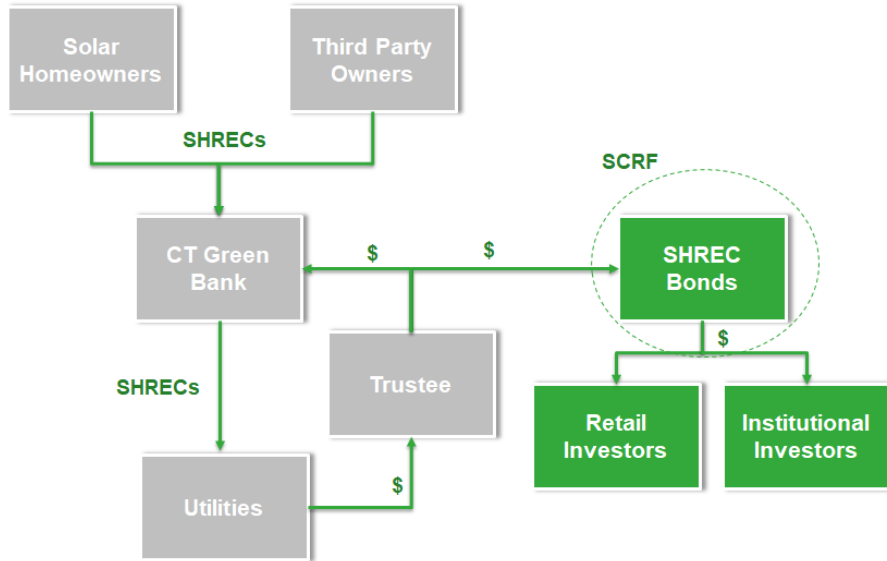 Solar
Homeowners
Third Party
Owners
SHRECs
SCRF
CT Green
Bank
$
$
SHREC
Bonds
$
SHRECs
Trustee
Retail
Investors
Institutional
Investors
$
Utilities